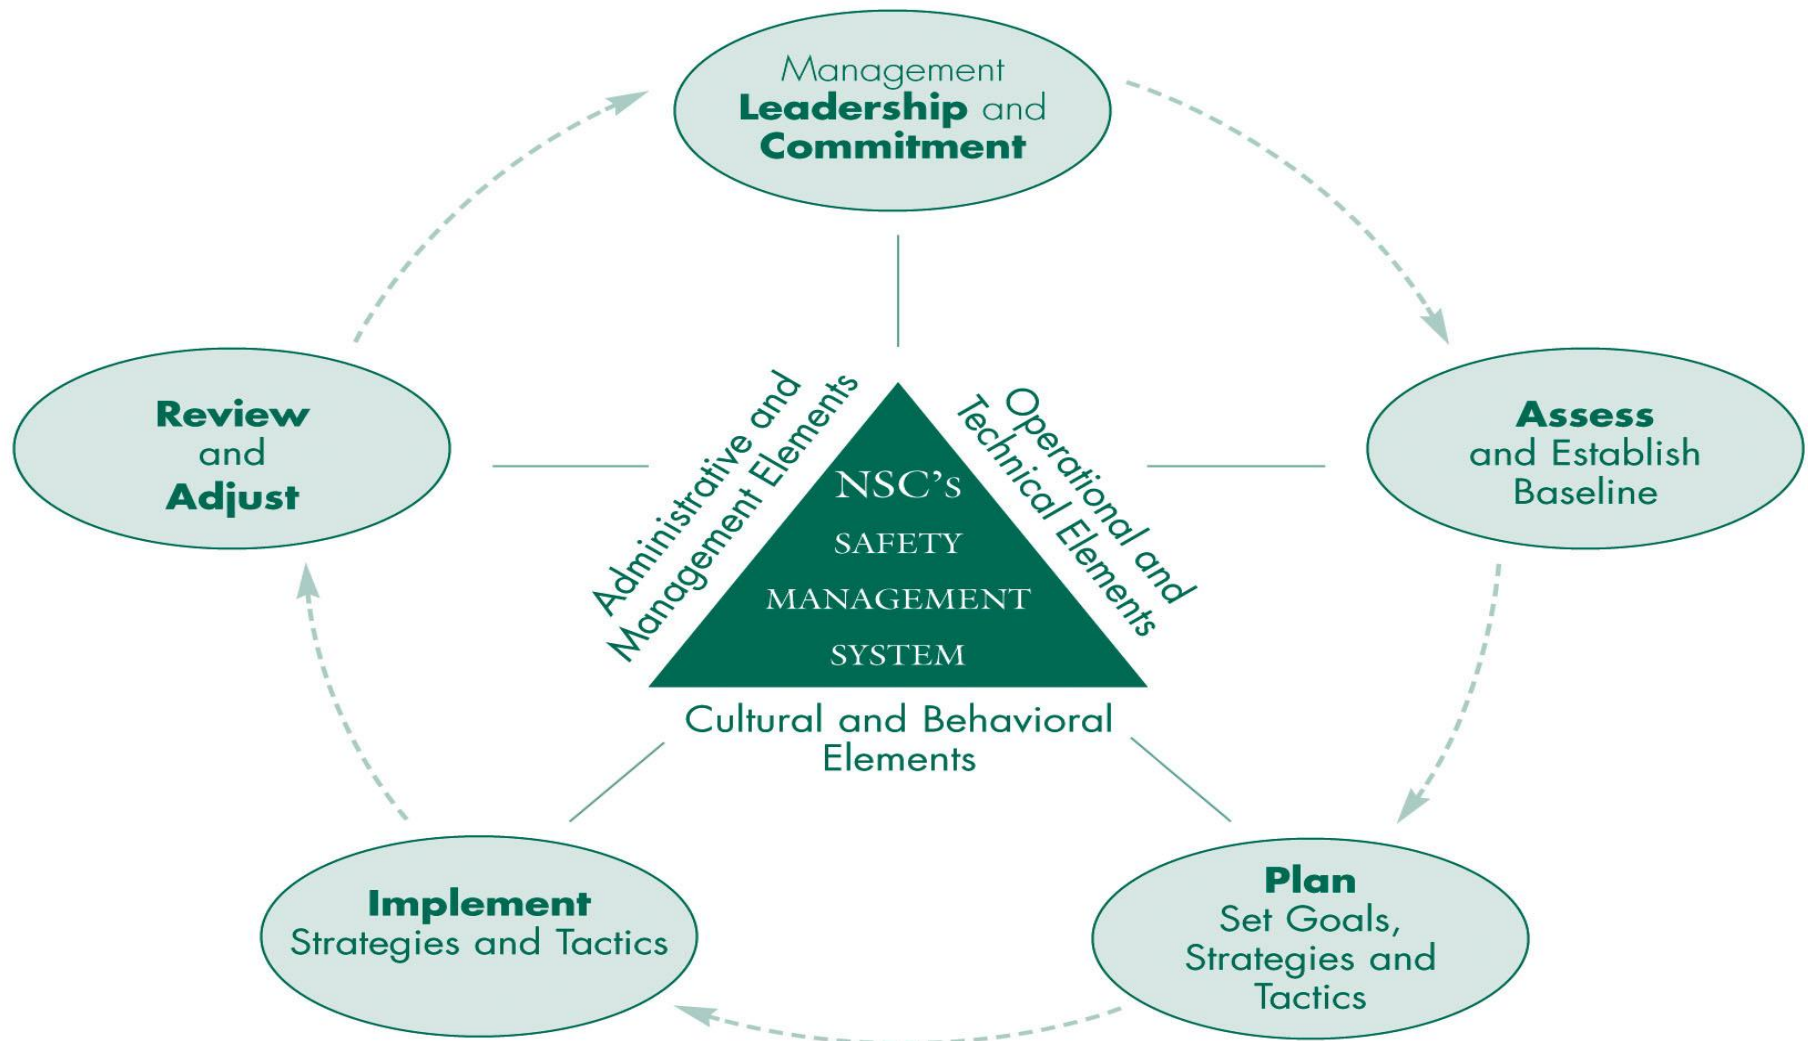 Management
Leadership and
Commitment
Review
and
Adjust
Administrative and
Management Elements
Operational and
Technical Elements
NSC's
SAFETY
MANAGEMENT
SYSTEM
Assess
and Establish
Baseline
Cultural and Behavioral
Elements
Implement
Strategies and Tactics
Plan
Set Goals,
Strategies and
Tactics